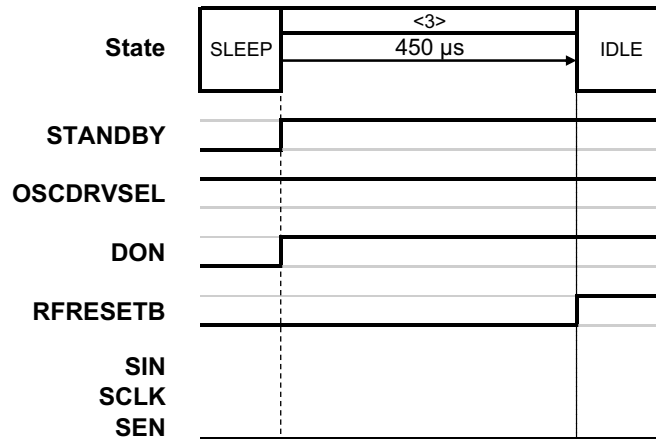 <3>
State SLEEP 450 µs IDLE
STANDBY
OSCDRVSEL
DON
RFRESETB
SIN
SCLK
SEN